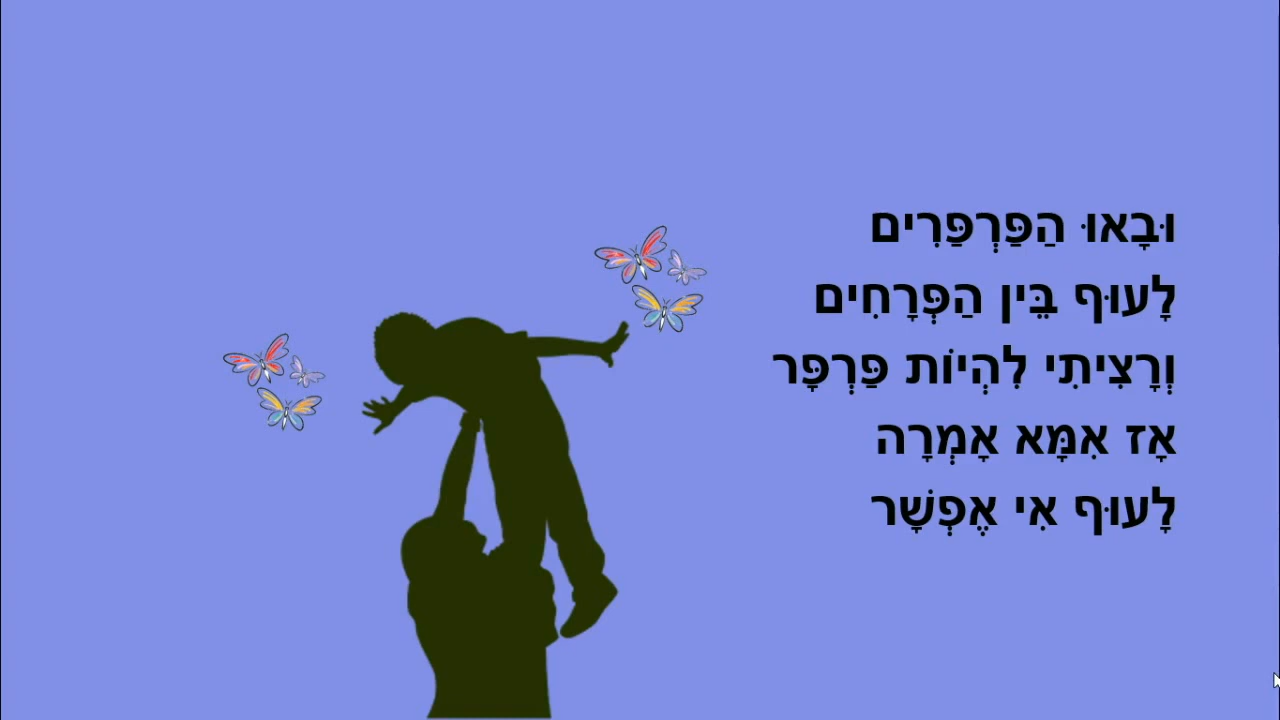 וּבָאוּ הַפַּרְפַּרִים
לָעוּף בֵּין הַפְּרָחִים
וְרָצִיתִי לִהְיוֹת פַּרְפָּר
אָז אִמָּא אָמְרָה
לָעוּף אִי אֶפְשָׁר